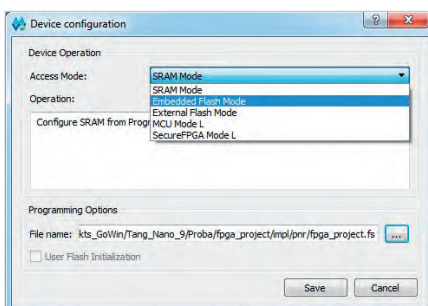 Device configuration
Device Operation
Access Mode:
SRAM Mode
SRAM Mode
Operation:
Embedded Flash Mode
External Flash Mode
Configure SRAM from Progr
MCU Mode L
SecureFPGA Mode L
Programming Options
File name: kts_GoWin/Tang_Nano_9/Proba/fpga_project/impl/pnr/fpga_project.fs ...
User Flash Initialization
Save Cancel